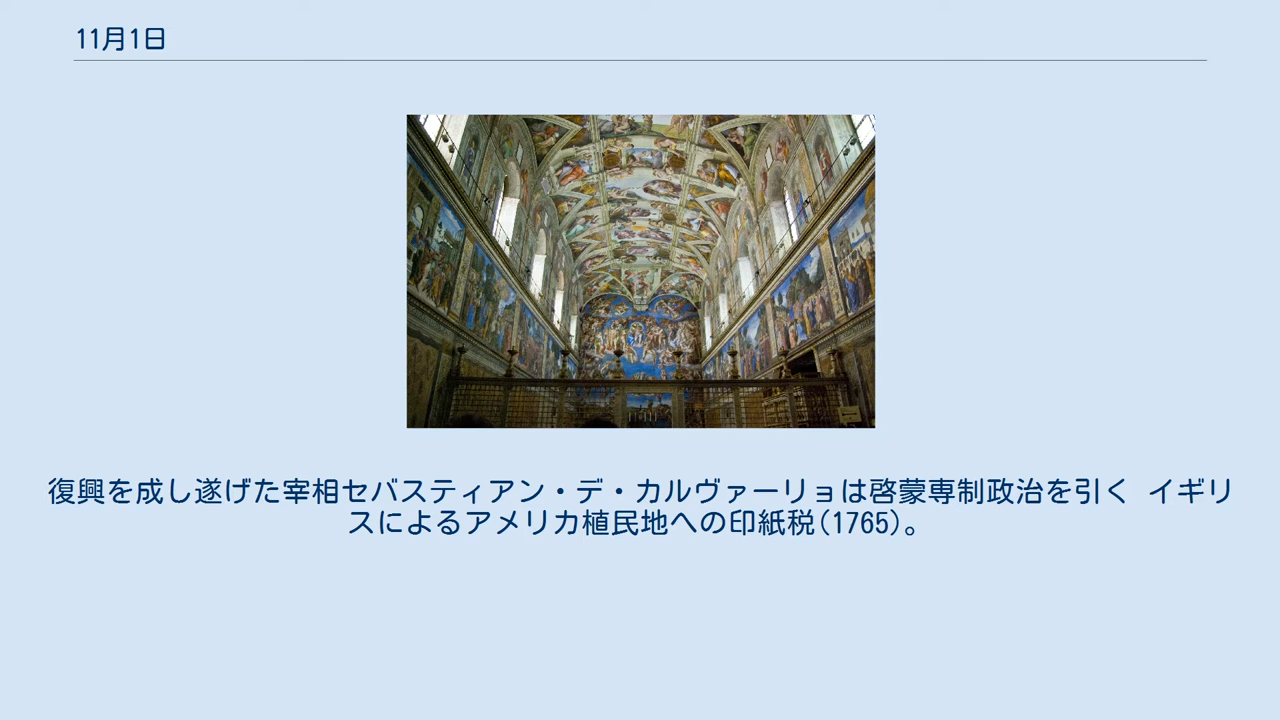 11月1日
復興を成し遂げた宰相セバスティアン・デ・カルヴァーリョは啓蒙専制政治を引く イギリ
スによるアメリカ植民地への印紙税(1765)。